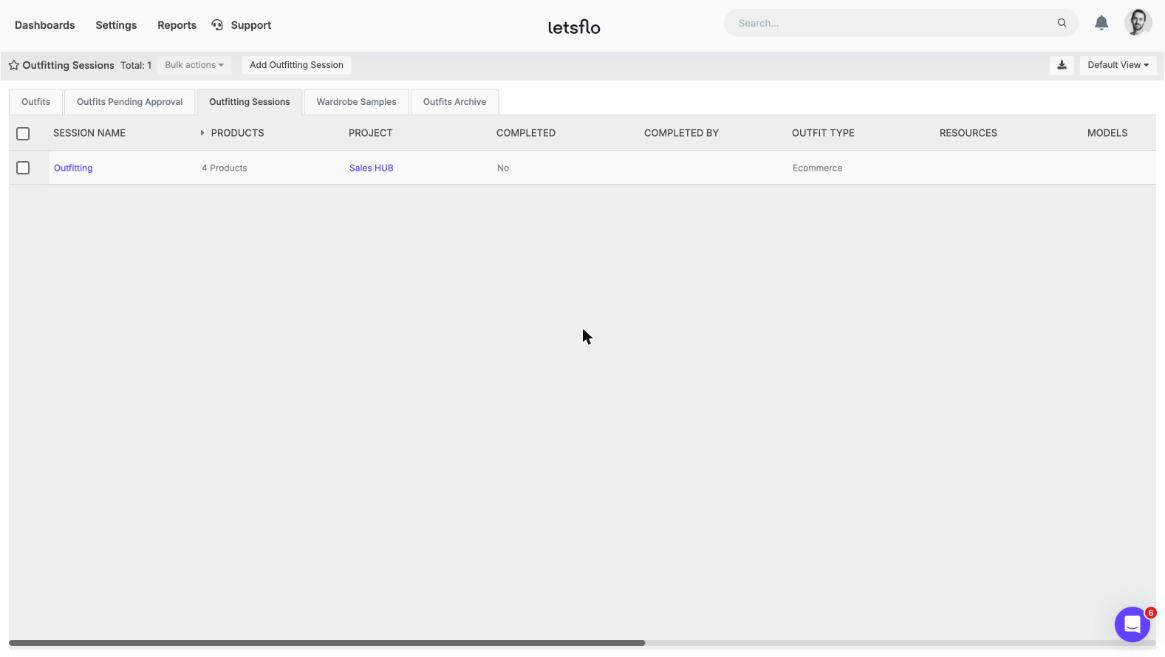 Dashboards Settings Reports Support letsflo Search...
Outfitting Sessions Total: 1 Bulk actions Add Outfitting Session Default View
Outfits Outfits Pending Approval Outfitting Sessions Wardrobe Samples Outfits Archive
SESSION NAME PRODUCTS PROJECT COMPLETED COMPLETED BY OUTFIT TYPE RESOURCES MODELS
Outfitting 4 Products Sales HUB No Ecommerce
6